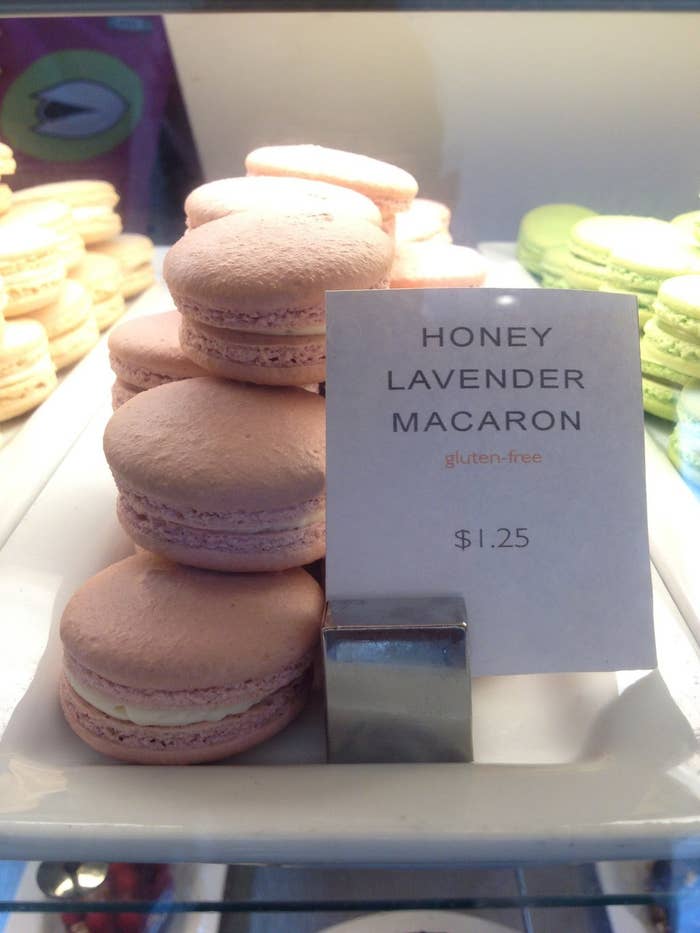 HONEY
LAVENDER
MACARON
gluten-free
$1.25